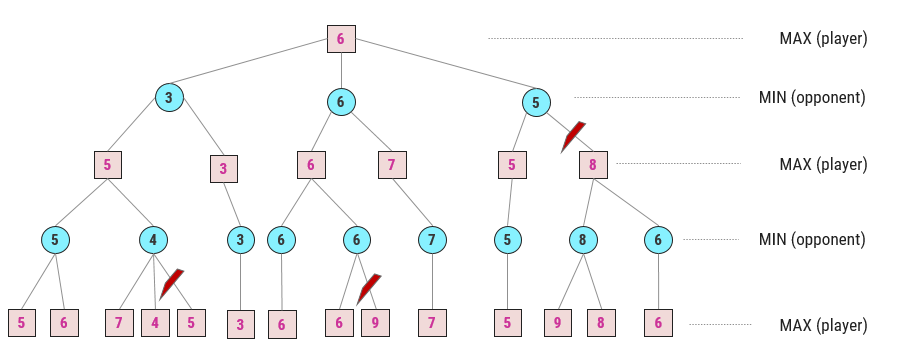 6 MAX (player)
3 6 5 MIN (opponent)
5 3 6 7 5 8 MAX (player)
5 4 3 6 6 7 5 8 6 MIN (opponent)
5 6 7 4 5 3 6 6 9 7 5 9 8 6 MAX (player)